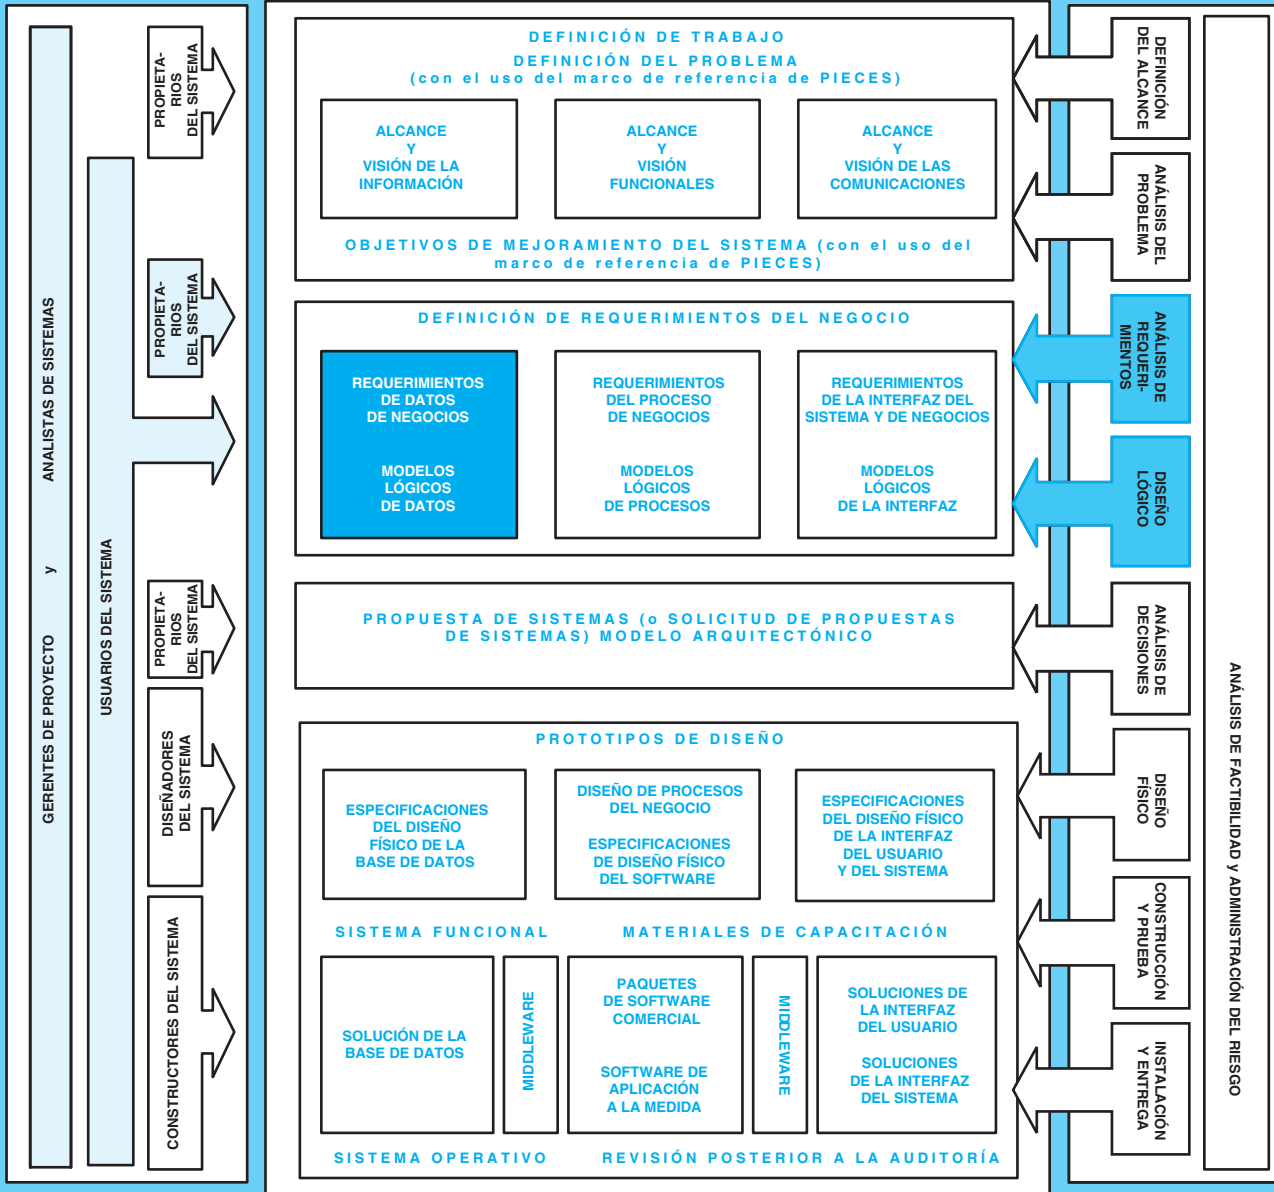 GERENTES DE PROYECTO y ANALISTAS DE SISTEMAS
USUARIOS DEL SISTEMA
PROPIETA-
RIOS
DEL SISTEMA
PROPIETA-
RIOS
DEL SISTEMA
PROPIETA-
RIOS
DEL SISTEMA
DISEÑADORES
DEL SISTEMA
CONSTRUCTORES DEL SISTEMA
DEFINICIÓN DE TRABAJO
DEFINICIÓN DEL PROBLEMA
(con el uso del marco de referencia de PIECES)
ALCANCE
Y
VISIÓN DE LA
INFORMACIÓN
ALCANCE
Y
VISIÓN
FUNCIONALES
ALCANCE
Y
VISIÓN DE LAS
COMUNICACIONES
OBJETIVOS DE MEJORAMIENTO DEL SISTEMA (con el uso del
marco de referencia de PIECES)
DEFINICIÓN DE REQUERIMIENTOS DEL NEGOCIO
REQUERIMIENTOS
DE DATOS
DE NEGOCIOS
MODELOS
LÓGICOS
DE DATOS
REQUERIMIENTOS
DEL PROCESO
DE NEGOCIOS
MODELOS
LÓGICOS
DE PROCESOS
REQUERIMIENTOS
DE LA INTERFAZ DEL
SISTEMA Y DE NEGOCIOS
MODELOS
LÓGICOS
DE LA INTERFAZ
PROPUESTA DE SISTEMAS (o SOLICITUD DE PROPUESTAS
DE SISTEMAS) MODELO ARQUITECTÓNICO
PROTOTIPOS DE DISEÑO
ESPECIFICACIONES
DEL DISEÑO
FÍSICO DE LA
BASE DE DATOS
DISEÑO DE PROCESOS
DEL NEGOCIO
ESPECIFICACIONES
DE DISEÑO FÍSICO
DEL SOFTWARE
ESPECIFICACIONES
DEL DISEÑO FÍSICO
DE LA INTERFAZ
DEL USUARIO
Y DEL SISTEMA
SISTEMA FUNCIONAL
MATERIALES DE CAPACITACIÓN
SOLUCIÓN DE LA
BASE DE DATOS
MIDDLEWARE
PAQUETES
DE SOFTWARE
COMERCIAL
SOFTWARE DE
APLICACIÓN
A LA MEDIDA
MIDDLEWARE
SOLUCIONES DE
LA INTERFAZ
DEL USUARIO
SOLUCIONES
DE LA INTERFAZ
DEL SISTEMA
SISTEMA OPERATIVO
REVISIÓN POSTERIOR A LA AUDITORÍA
DEFINICIÓN
DEL ALCANCE
ANÁLISIS DEL
PROBLEMA
ANÁLISIS DE
REQUERI-
MIENTOS
DISEÑO
LÓGICO
ANÁLISIS DE
DECISIONES
DISEÑO
FÍSICO
CONSTRUCCIÓN
Y PRUEBA
INSTALACIÓN
Y ENTREGA
ANÁLISIS DE FACTIBILIDAD y ADMINISTRACIÓN DEL RIESGO